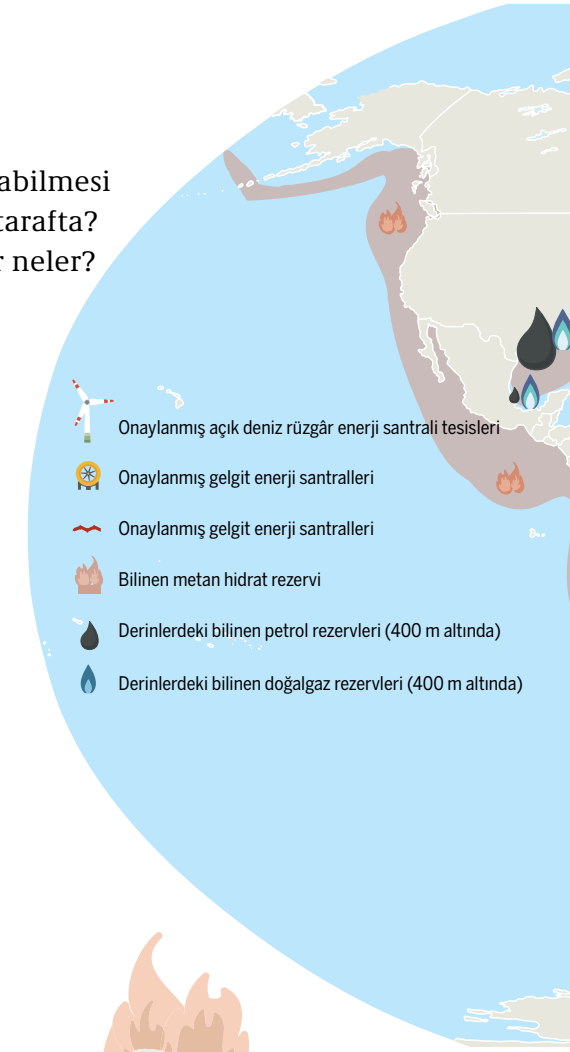 abilmesi
tarafta?
r neler?
Onaylanmış açık deniz rüzgâr enerji santrali tesisleri
Onaylanmış gelgit enerji santralleri
Onaylanmış gelgit enerji santralleri
Bilinen metan hidrat rezervi
Derinlerdeki bilinen petrol rezervleri (400 m altında)
Derinlerdeki bilinen doğalgaz rezervleri (400 m altında)